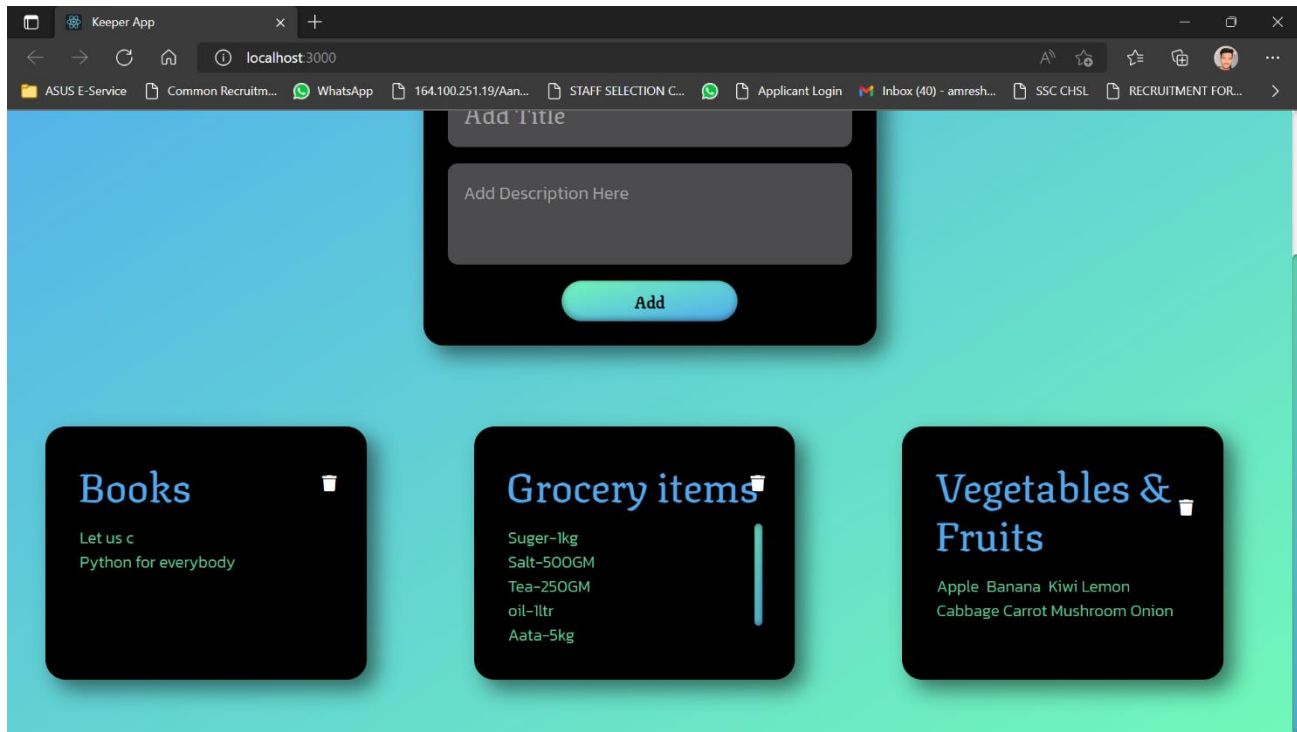 Keeper App
localhost:3000
ASUS E-Service
Common Recruitm...
WhatsApp
164.100.251.19/Aan...
STAFF SELECTION C...
Applicant Login
Inbox (40) - amresh...
SSC CHSL
RECRUITMENT FOR...
Add Title
Add Description Here
Add
Books
Let us c
Python for everybody
Grocery items
Suger-1kg
Salt-500GM
Tea-250GM
oil-1ltr
Aata-5kg
Vegetables &
Fruits
Apple Banana Kiwi Lemon
Cabbage Carrot Mushroom Onion